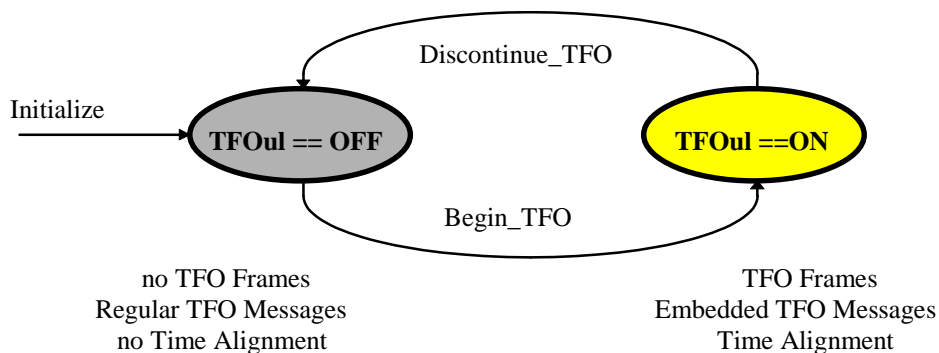 Discontinue_TFO
Initialize
TFOul == OFF
TFOul ==ON
Begin_TFO
no TFO Frames
Regular TFO Messages
no Time Alignment
TFO Frames
Embedded TFO Messages
Time Alignment